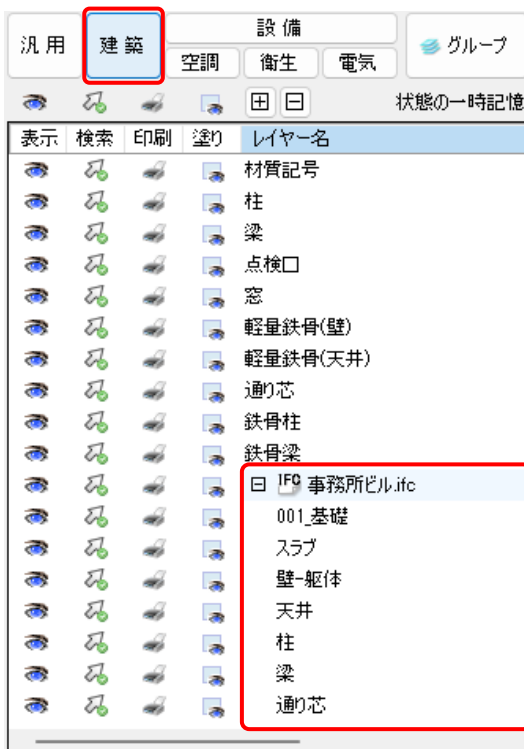 汎用
建築
設備
空調
衛生
電気
グループ
状態の一時記憶
表示 検索 印刷 塗り レイヤー名
材質記号
柱
梁
点検口
窓
軽量鉄骨(壁)
軽量鉄骨(天井)
通り芯
鉄骨柱
鉄骨梁
IFC 事務所ビル.ifc
001_基礎
スラブ
壁-躯体
天井
柱
梁
通り芯